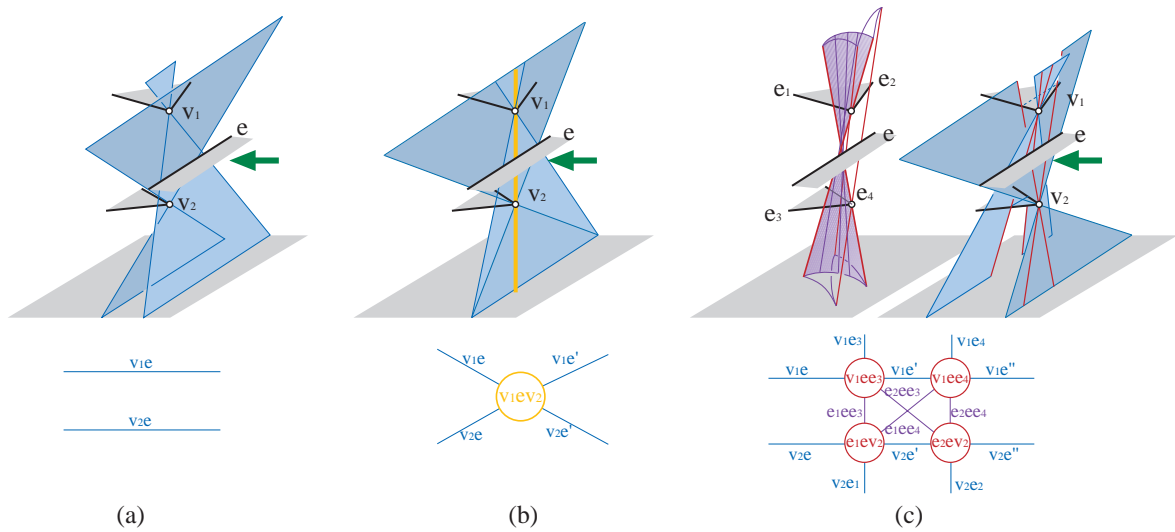 v1
e
v2
v1
e
v2
e1
e2
e
e3
e4
v1
e
v2
v1e
v2e
v1e
v1e'
v1ev2
v2e
v2e'
v1e3
v1e4
v1e
v1ee3
v1e'
v1ee4
v1e"
e2ee3
e1ee3
e2ee4
e1ee4
v2e
e1ev2
v2e'
e2ev2
v2e"
v2e1
v2e2
(a)
(b)
(c)